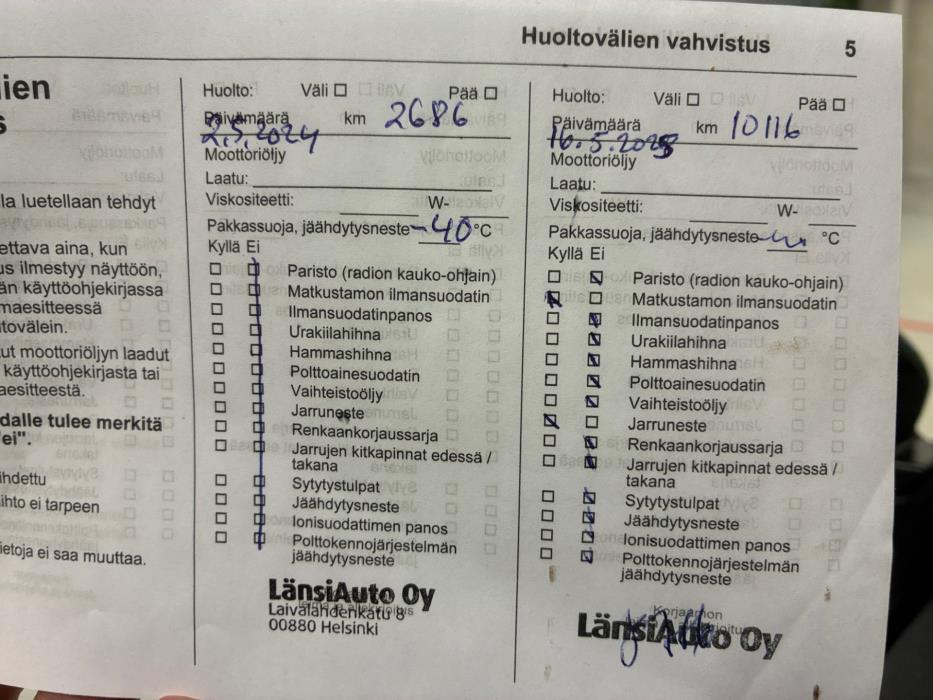 Huoltovälien vahvistus 5
ien
s
la luetellaan tehdyt
ettava aina, kun
us ilmestyy näyttöön,
än käyttöohjekirjassa
maesitteessä
tovälein.
ut moottoriöljyn laadut
käyttöohjekirjasta tai
aesitteestä.
dalle tulee merkitä
"ei".
ihdettu
ihto ei tarpeen
ietoja ei saa muuttaa.
Huolto: Väli Pää
Päivämäärä km 2686
2.5.2024
Moottoriöljy
Laatu:
Viskositeetti: W-
Pakkassuoja, jäähdytysneste -40 °C
Kyllä Ei
Paristo (radion kauko-ohjain)
Matkustamon ilmansuodatin
Ilmansuodatinpanos
Urakiilahihna
Hammashihna
Polttoainesuodatin
Vaihteistoöljy
Jarruneste
Renkaankorjaussarja
Jarrujen kitkapinnat edessä /
takana
Sytytystulpat
Jäähdytysneste
Ionisuodattimen panos
Polttokennojärjestelmän
jäähdytysneste
LänsiAuto Oy
Laivalahdenkatu 8
00880 Helsinki
Huolto: Väli Pää
Päivämäärä km 10116
16.5.2025
Moottoriöljy
Laatu:
Viskositeetti: W-
Pakkassuoja, jäähdytysneste °C
Kyllä Ei
Paristo (radion kauko-ohjain)
Matkustamon ilmansuodatin
Ilmansuodatinpanos
Urakiilahihna
Hammashihna
Polttoainesuodatin
Vaihteistoöljy
Jarruneste
Renkaankorjaussarja
Jarrujen kitkapinnat edessä /
takana
Sytytystulpat
Jäähdytysneste
Ionisuodattimen panos
Polttokennojärjestelmän
jäähdytysneste
Korjaamon
LänsiAuto Oy